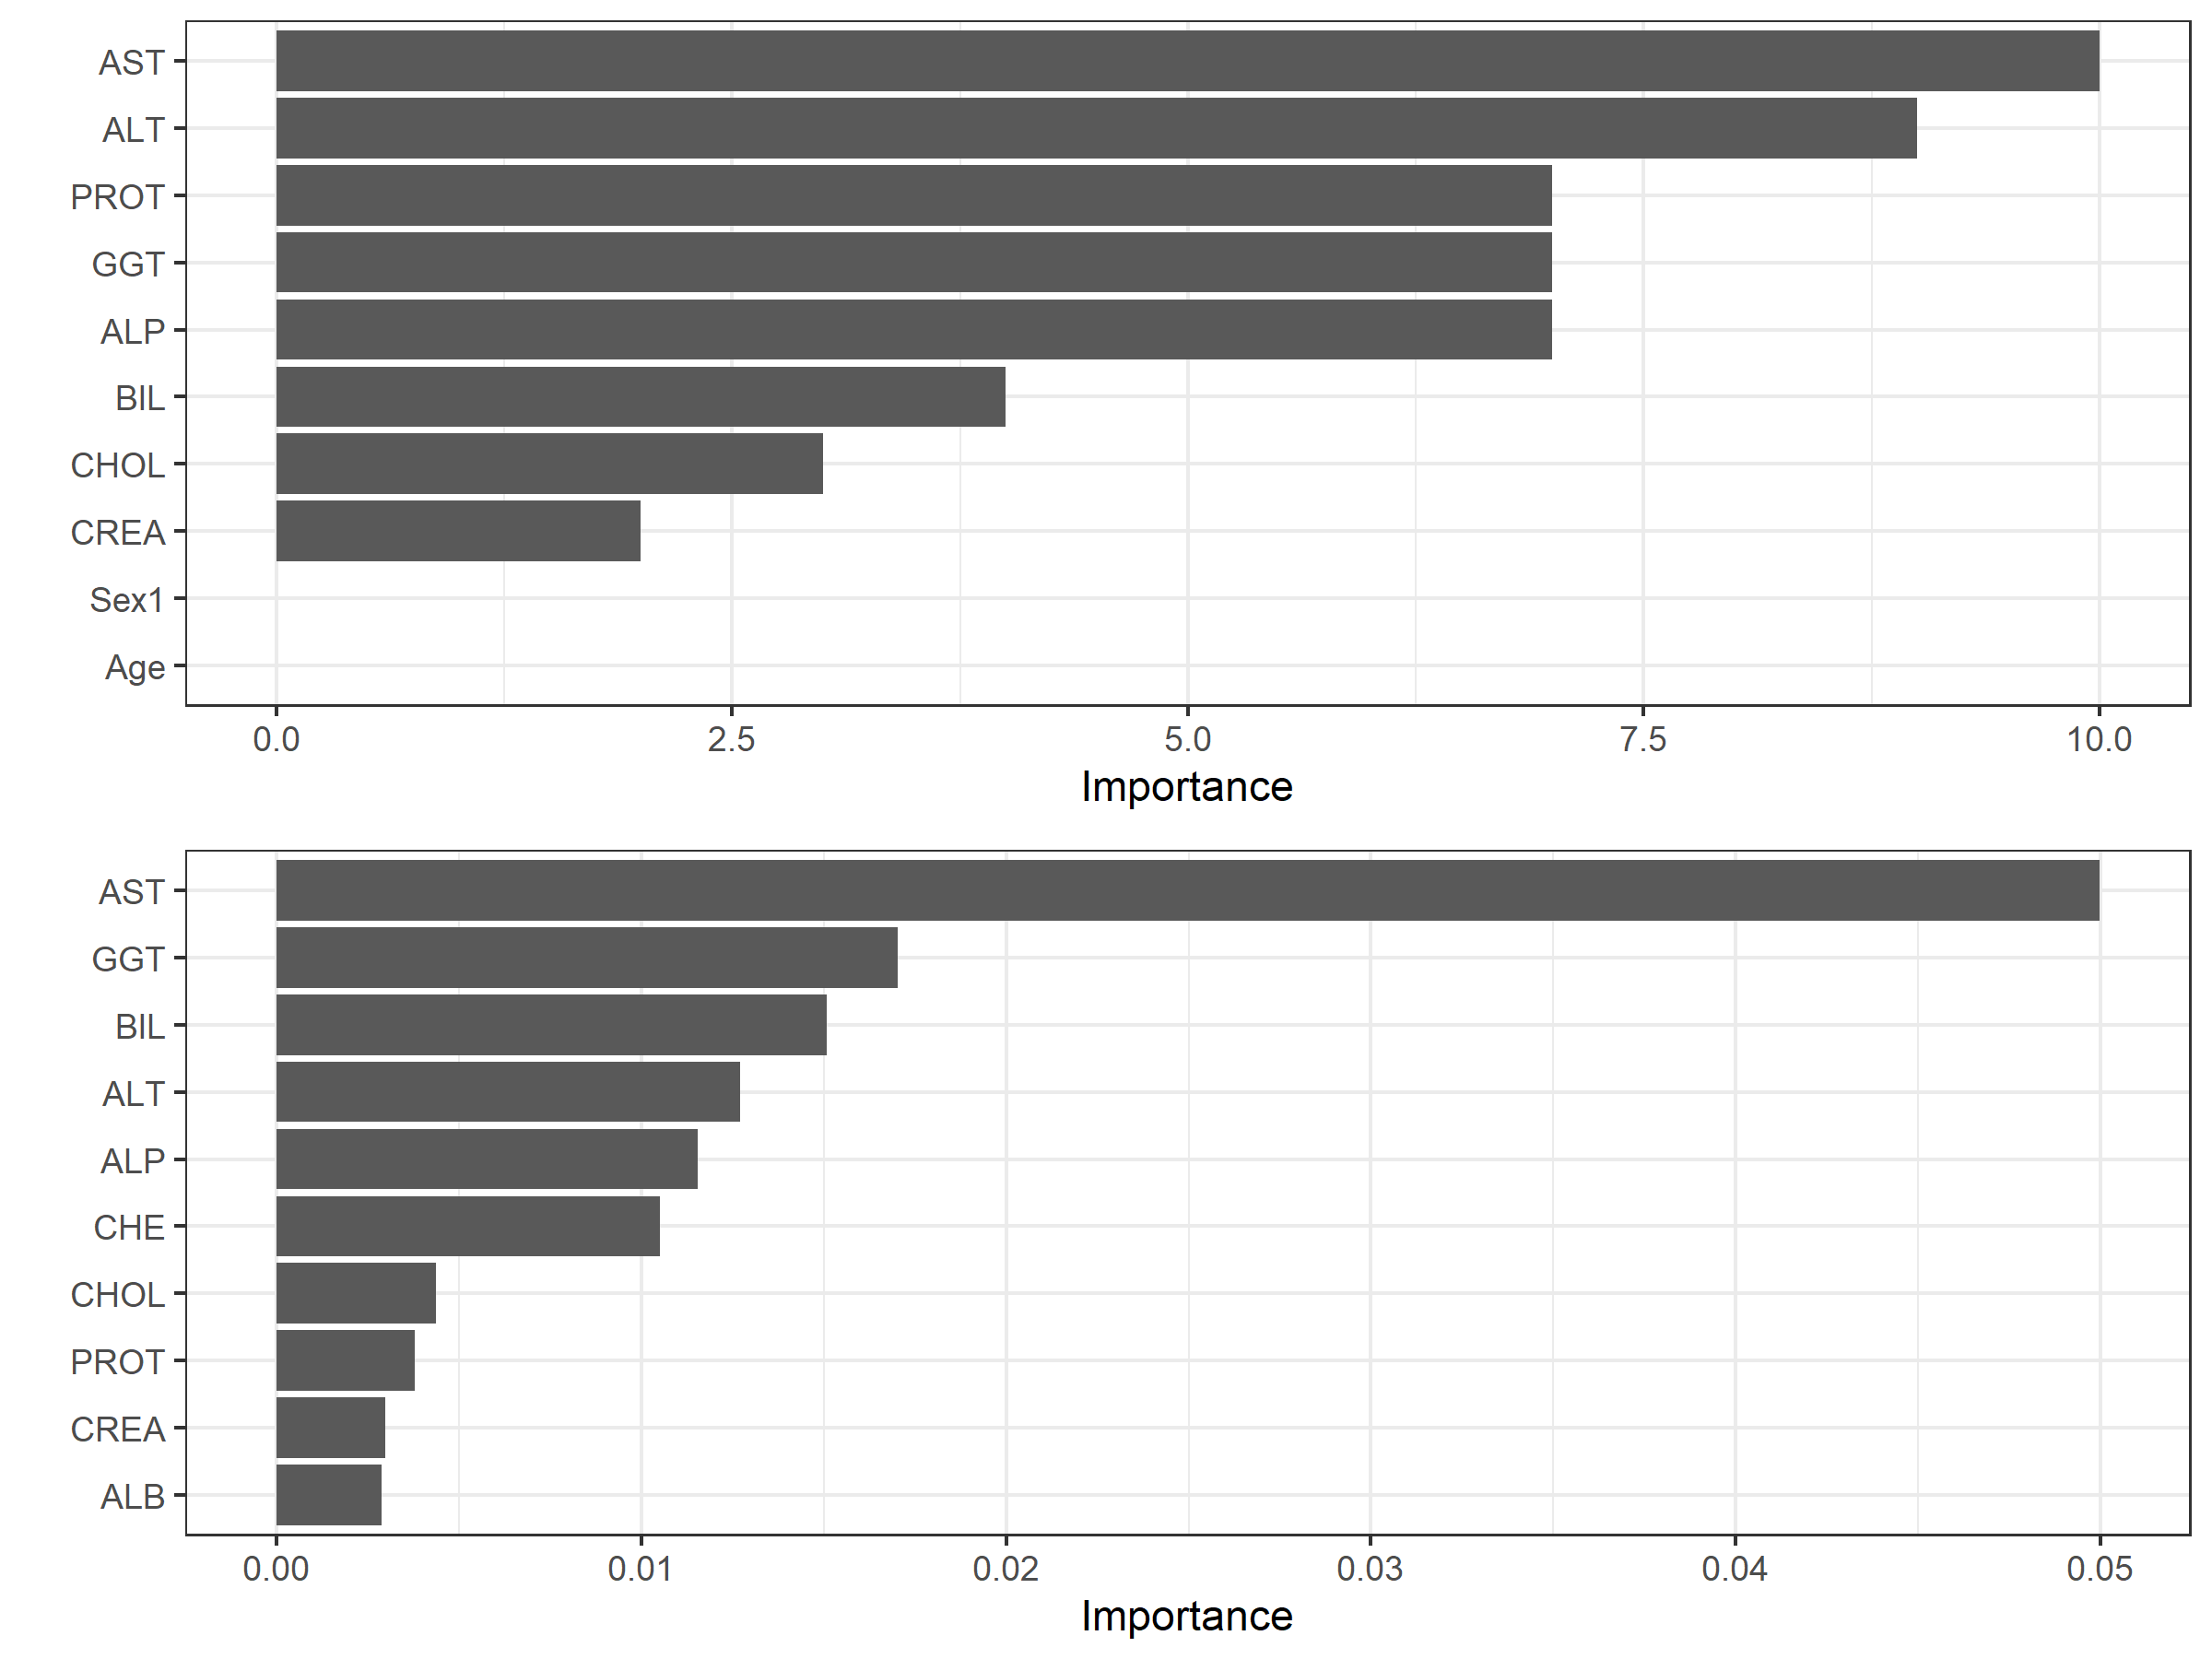 AST
ALT
PROT
GGT
ALP
BIL
CHOL
CREA
Sex1
Age
0.0 2.5 5.0 7.5 10.0
Importance
AST
GGT
BIL
ALT
ALP
CHE
CHOL
PROT
CREA
ALB
0.00 0.01 0.02 0.03 0.04 0.05
Importance